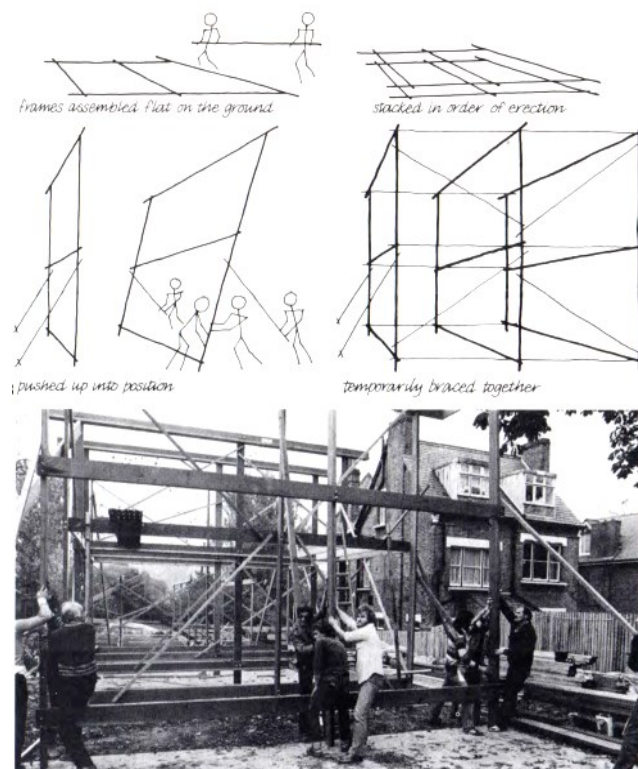 frames assembled flat on the ground
stacked in order of erection
pushed up into position
temporarily braced together